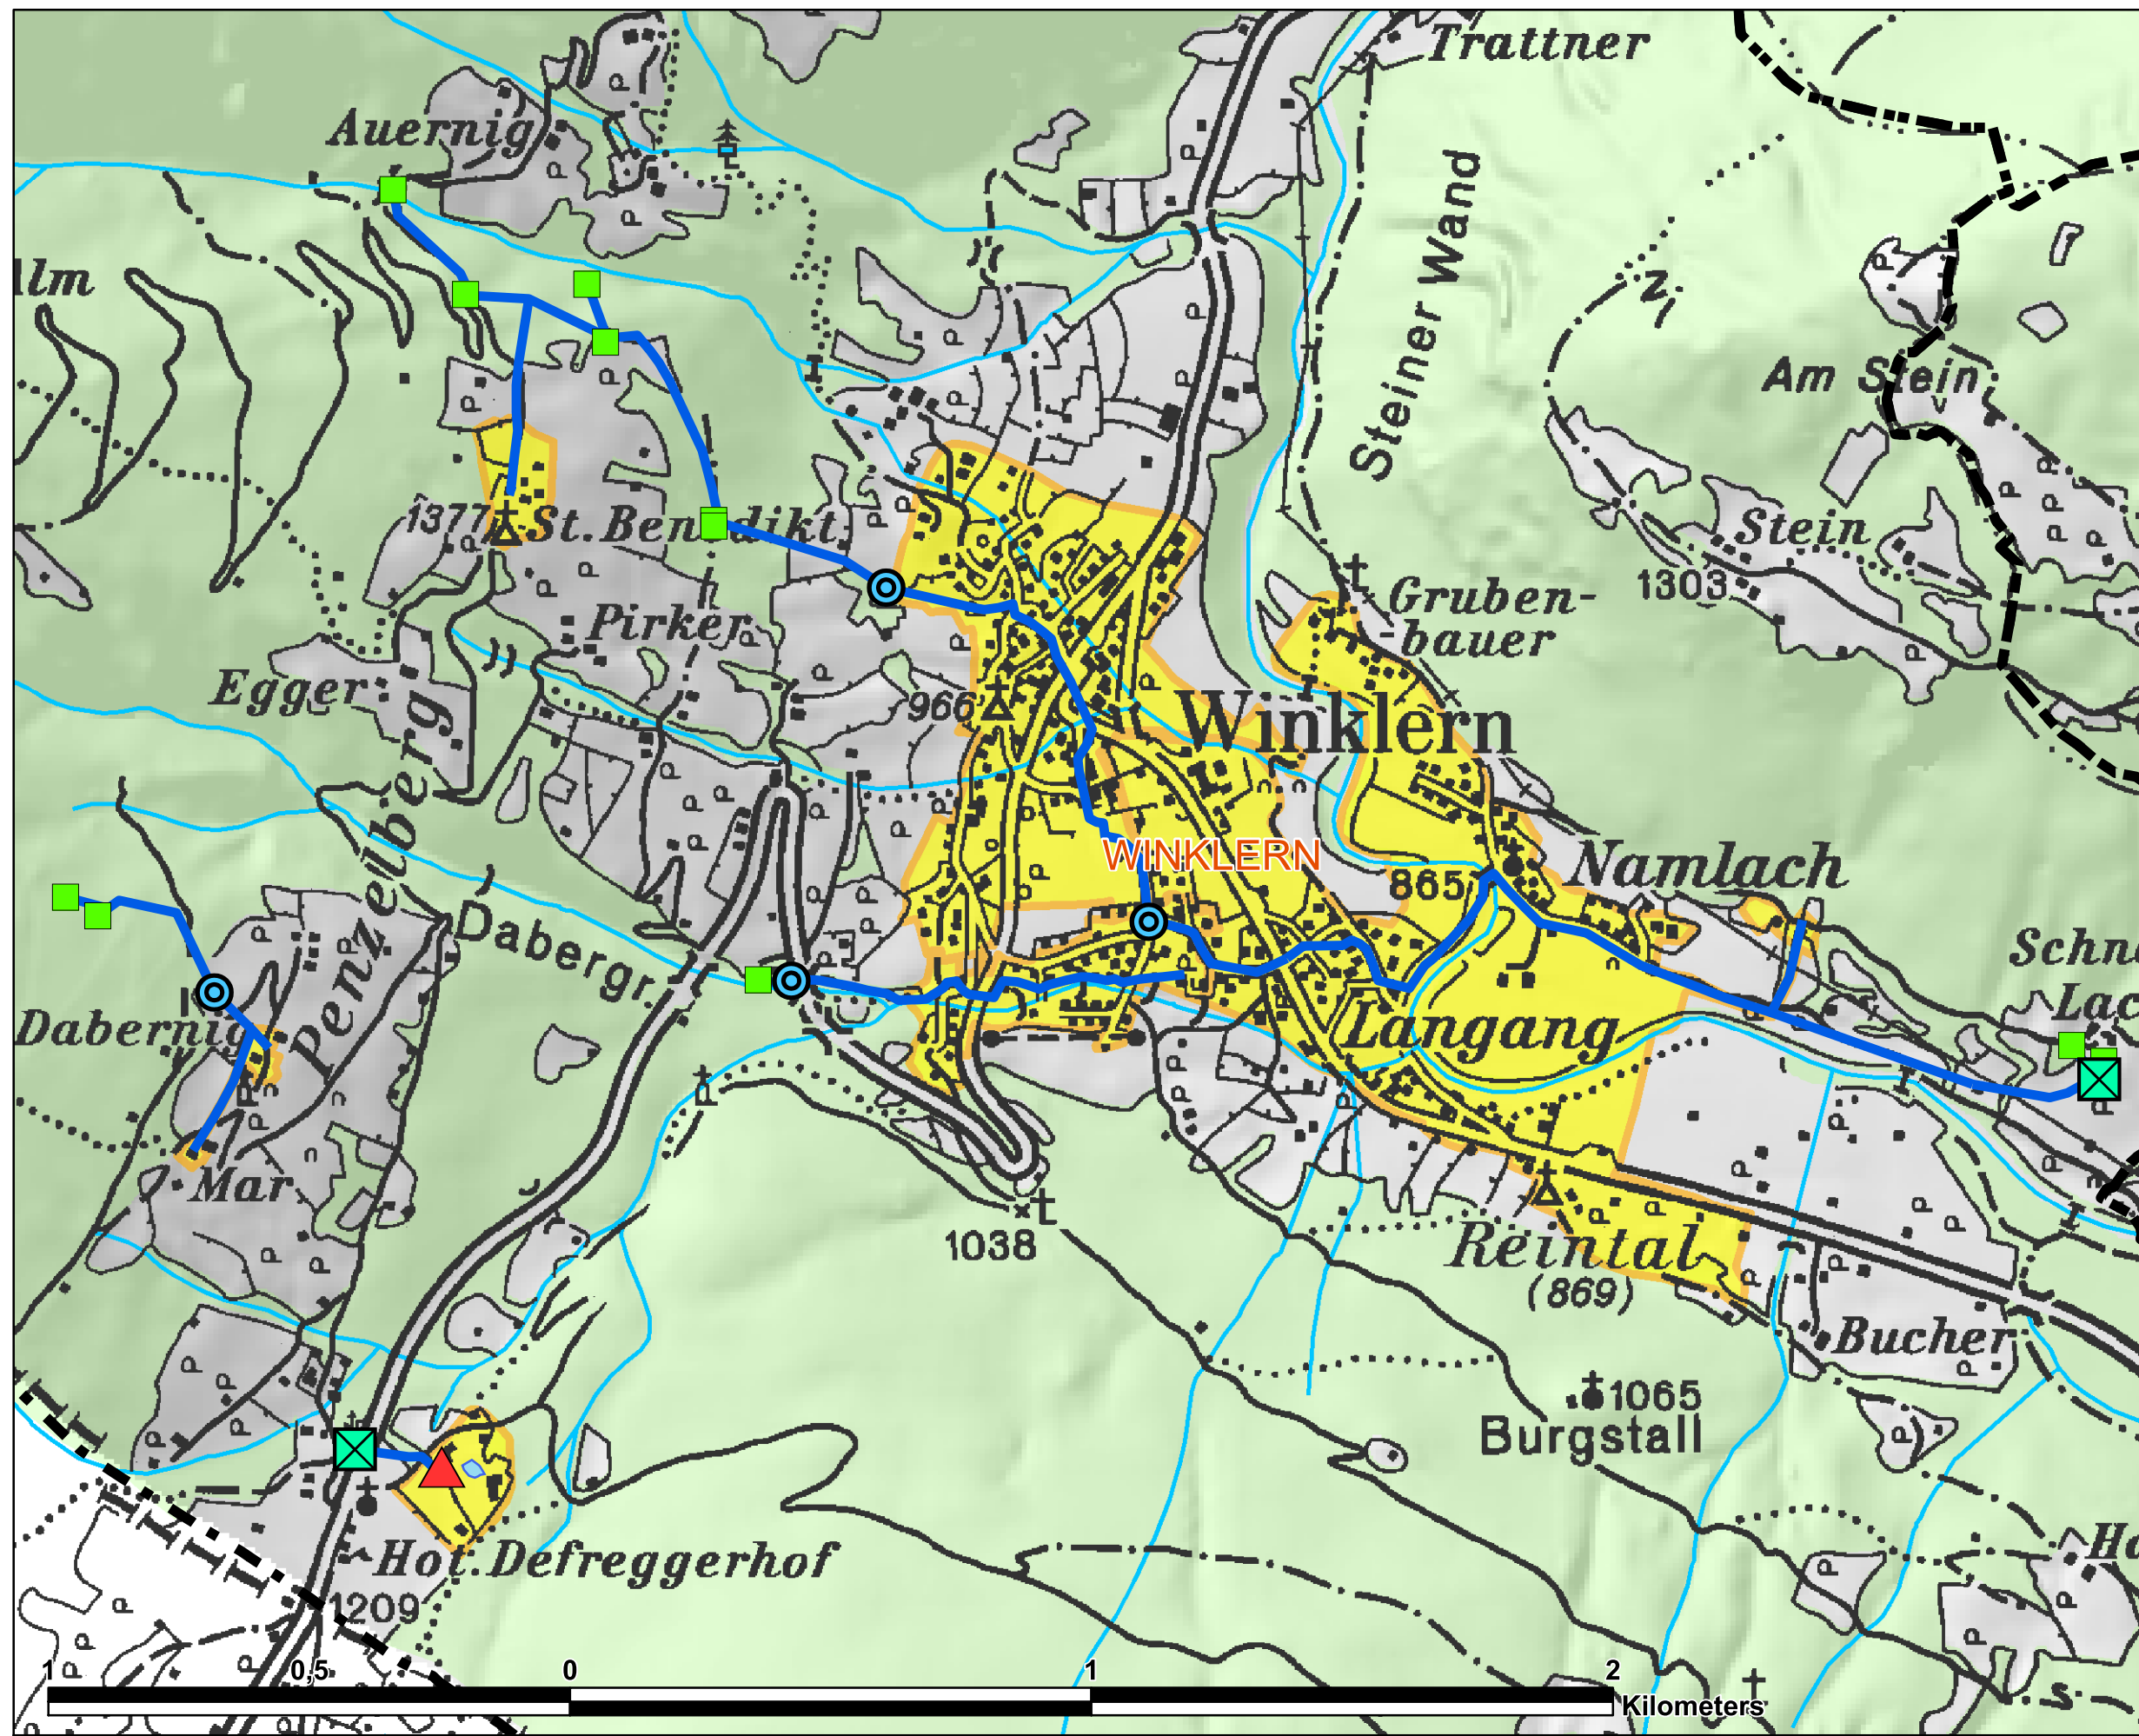 Trattner
Auernig
Alm
Steiner Wand
Am Stein
Stein
1303
1377
St. Benedikt
Gruben-
-bauer
Pirker
Egger
966
Winklern
Penzelberg
WINKLERN
865
Namlach
Dabergr.
Schn
Lac
Dabernig
Langang
Mar
1038
Reintal
(869)
Bucher
1065
Burgstall
Hot. Defreggerhof
1209
1
0,5
0
1
2
Kilometers